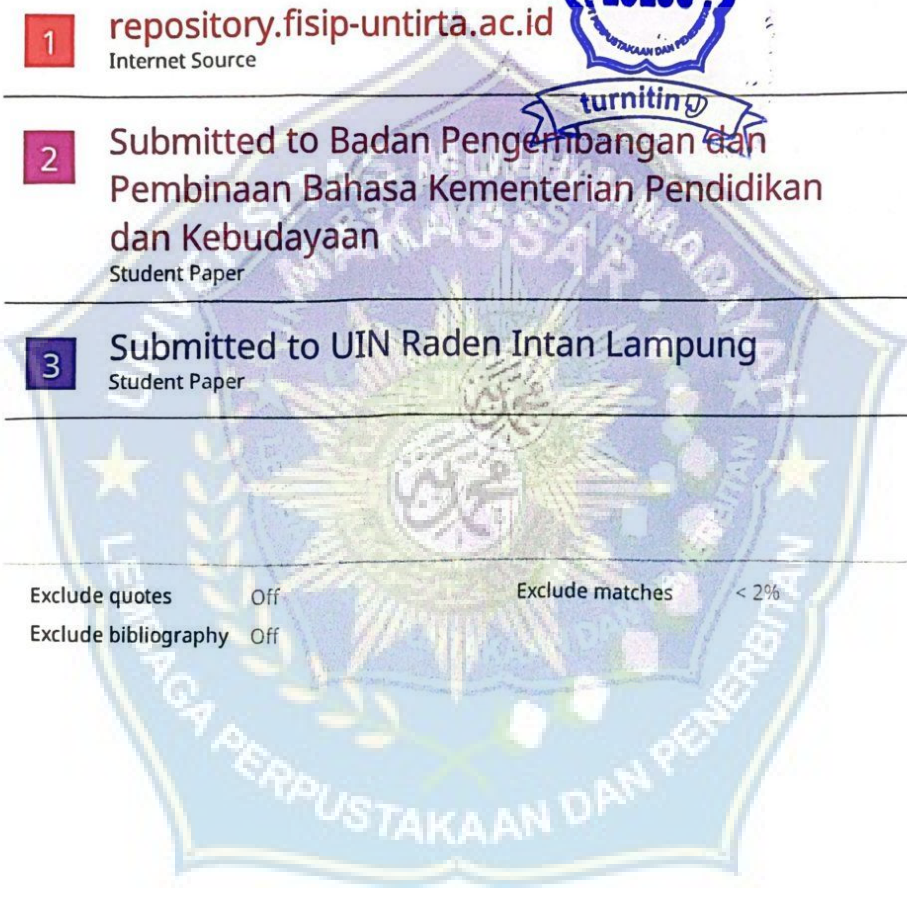 1
repository.fisip-untirta.ac.id
Internet Source
PERPUSTAKAAN DAN
turnitin
2
Submitted to Badan Pengembangan dan
Pembinaan Bahasa Kementerian Pendidikan
dan Kebudayaan
Student Paper
3
Submitted to UIN Raden Intan Lampung
Student Paper
Exclude quotes Off
Exclude matches < 2%
Exclude bibliography Off
MAKASSAR
LEMBAGA PERPUSTAKAAN DAN PENERBITAN